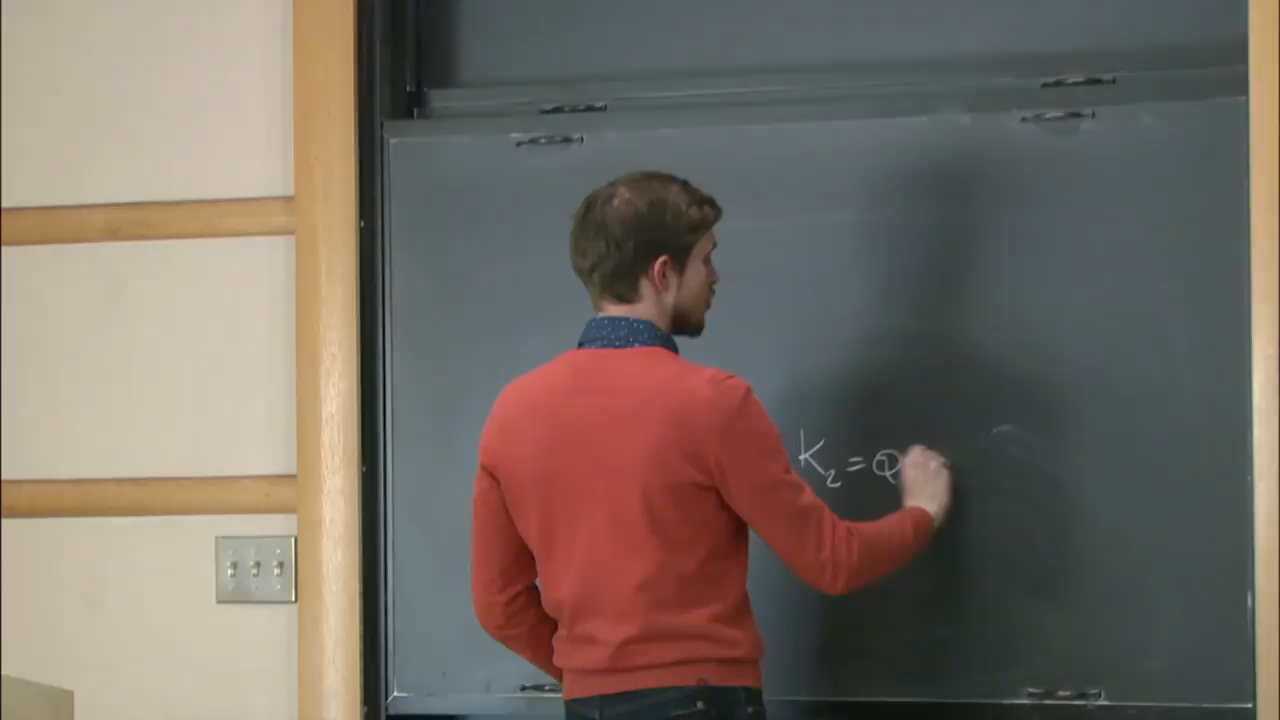 K₂ = Q